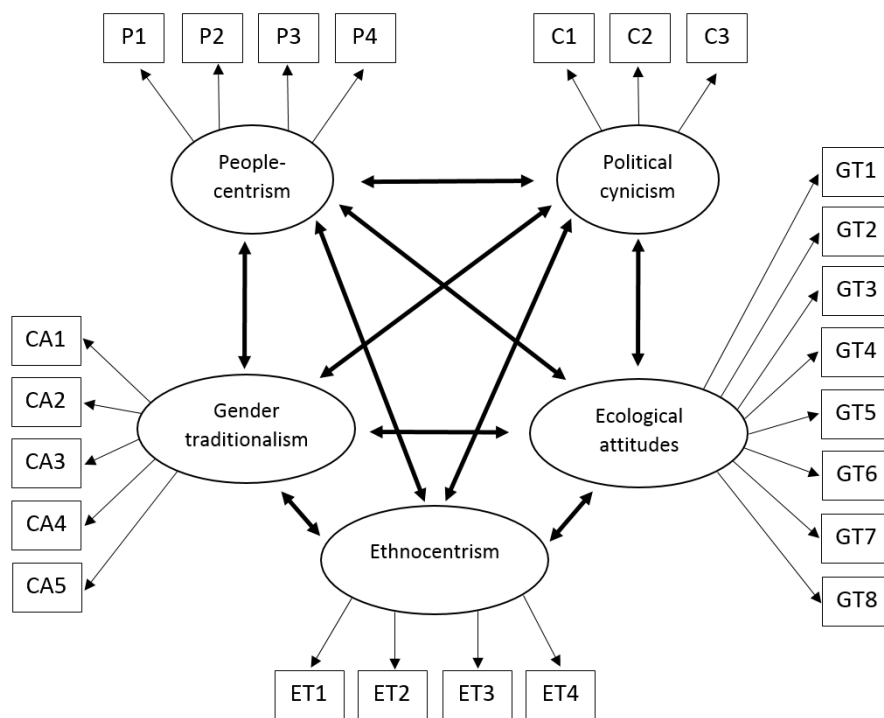 P1
P2
P3
P4
C1
C2
C3
People-
centrism
Political
cynicism
GT1
GT2
GT3
GT4
GT5
GT6
GT7
GT8
CA1
CA2
CA3
CA4
CA5
Gender
traditionalism
Ecological
attitudes
Ethnocentrism
ET1
ET2
ET3
ET4